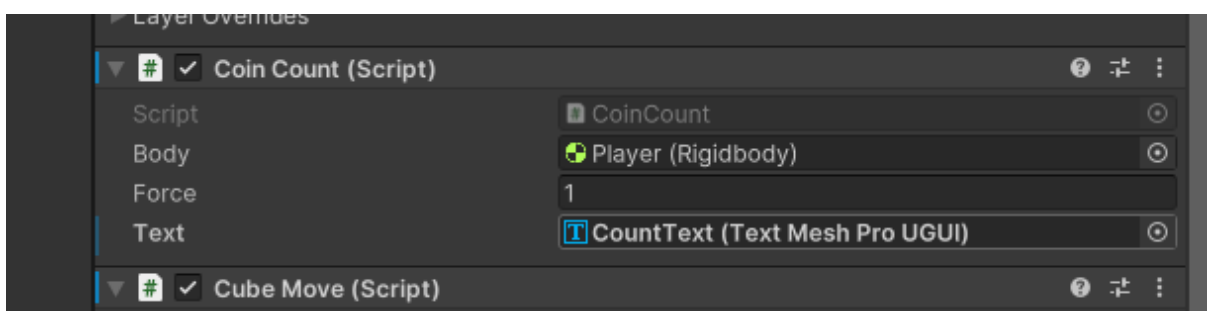 Layer Overrides
# Coin Count (Script)
Script CoinCount
Body Player (Rigidbody)
Force 1
Text T CountText (Text Mesh Pro UGUI)
# Cube Move (Script)